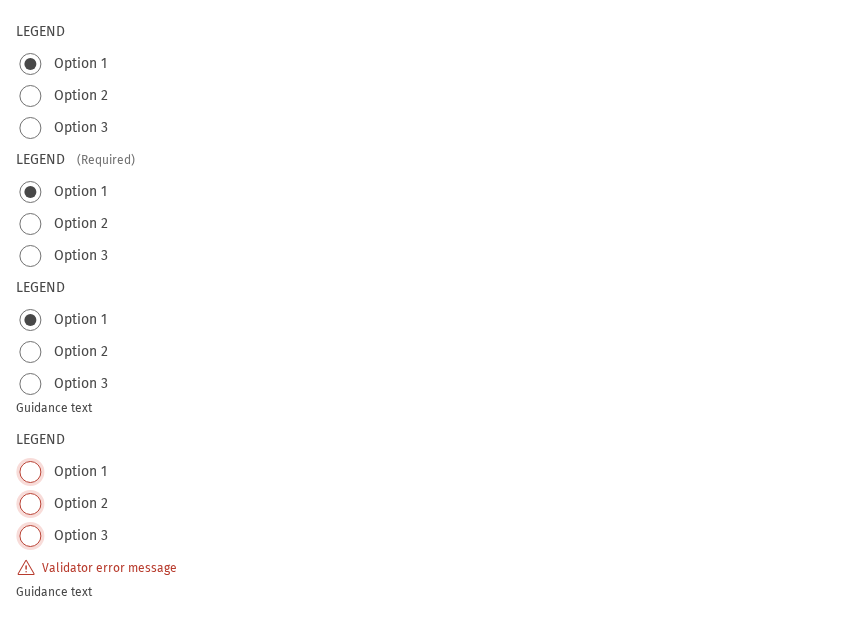 LEGEND
Option 1
Option 2
Option 3
LEGEND (Required)
Option 1
Option 2
Option 3
LEGEND
Option 1
Option 2
Option 3
Guidance text
LEGEND
Option 1
Option 2
Option 3
Validator error message
Guidance text